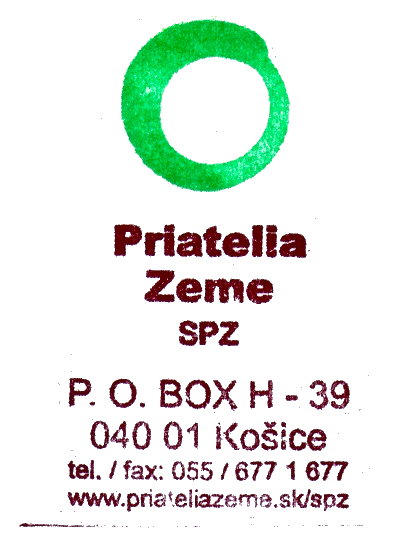 Priatelia
Zeme
SPZ
P. O. BOX H - 39
040 01 Košice
tel. / fax: 055 / 677 1 677
www.priateliazeme.sk/spz